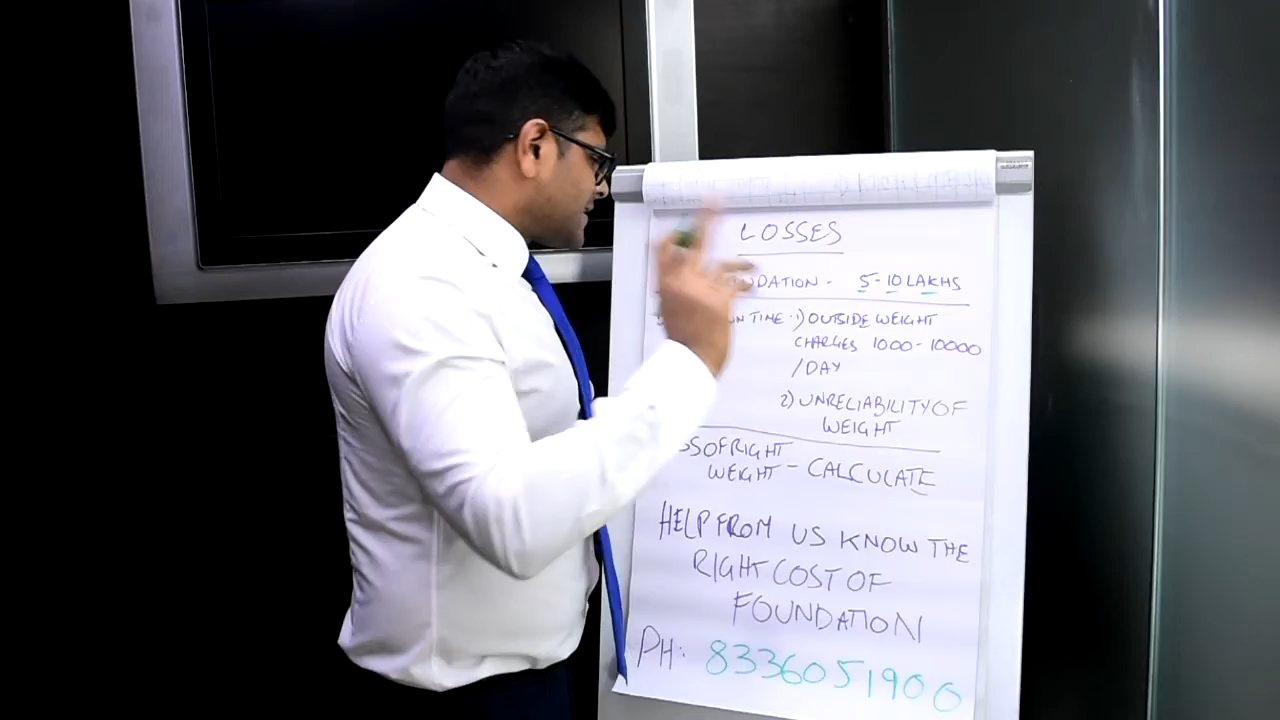 LOSSES
NDATION - 5-10 LAKHS
TIME - 1) OUTSIDE WEIGHT
CHARGES 1000-10000
/DAY
2) UNRELIABILITY OF
WEIGHT
SS OF RIGHT
WEIGHT - CALCULATE
HELP FROM US KNOW THE
RIGHT COST OF
FOUNDATION
PH: 8336051900